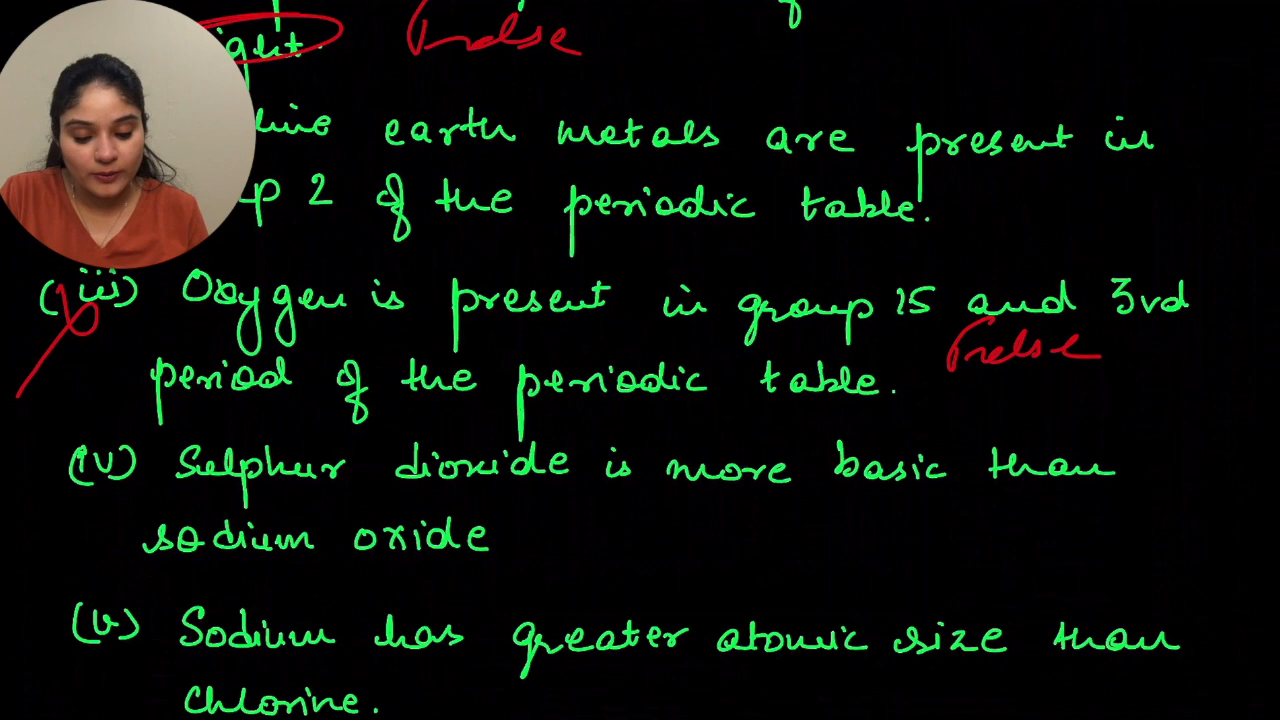 ight. False
line earth metals are present in
p 2 of the periodic table.
(iii) Oxygen is present in group 15 and 3rd
False
period of the periodic table.
(iv) Sulphur dioxide is more basic than
sodium oxide
(v) Sodium has greater atomic size than
Chlorine.